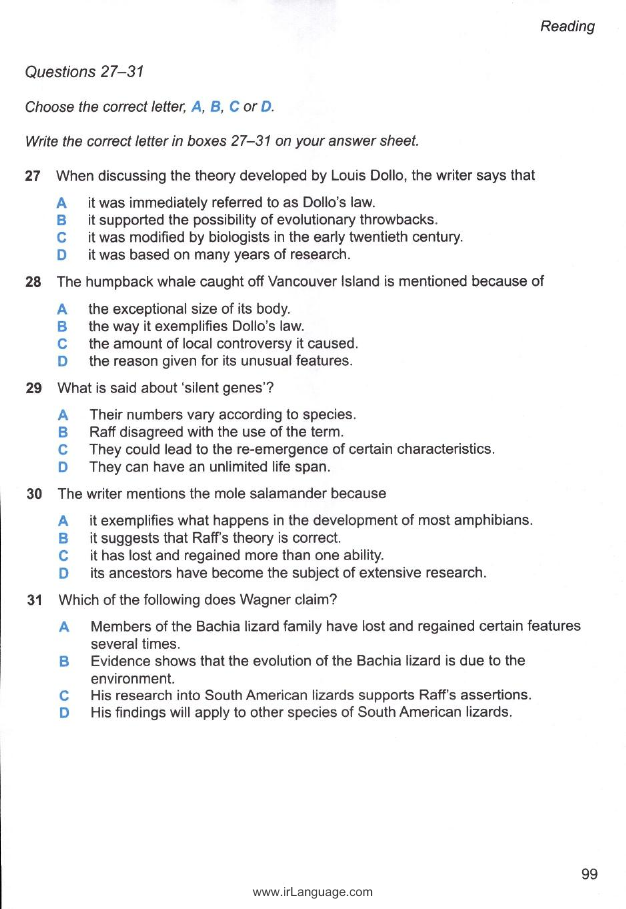 Reading
Questions 27–31
Choose the correct letter, A, B, C or D.
Write the correct letter in boxes 27–31 on your answer sheet.
27 When discussing the theory developed by Louis Dollo, the writer says that
A it was immediately referred to as Dollo's law.
B it supported the possibility of evolutionary throwbacks.
C it was modified by biologists in the early twentieth century.
D it was based on many years of research.
28 The humpback whale caught off Vancouver Island is mentioned because of
A the exceptional size of its body.
B the way it exemplifies Dollo's law.
C the amount of local controversy it caused.
D the reason given for its unusual features.
29 What is said about 'silent genes'?
A Their numbers vary according to species.
B Raff disagreed with the use of the term.
C They could lead to the re-emergence of certain characteristics.
D They can have an unlimited life span.
30 The writer mentions the mole salamander because
A it exemplifies what happens in the development of most amphibians.
B it suggests that Raff's theory is correct.
C it has lost and regained more than one ability.
D its ancestors have become the subject of extensive research.
31 Which of the following does Wagner claim?
A Members of the Bachia lizard family have lost and regained certain features
several times.
B Evidence shows that the evolution of the Bachia lizard is due to the
environment.
C His research into South American lizards supports Raff's assertions.
D His findings will apply to other species of South American lizards.
99
www.irLanguage.com